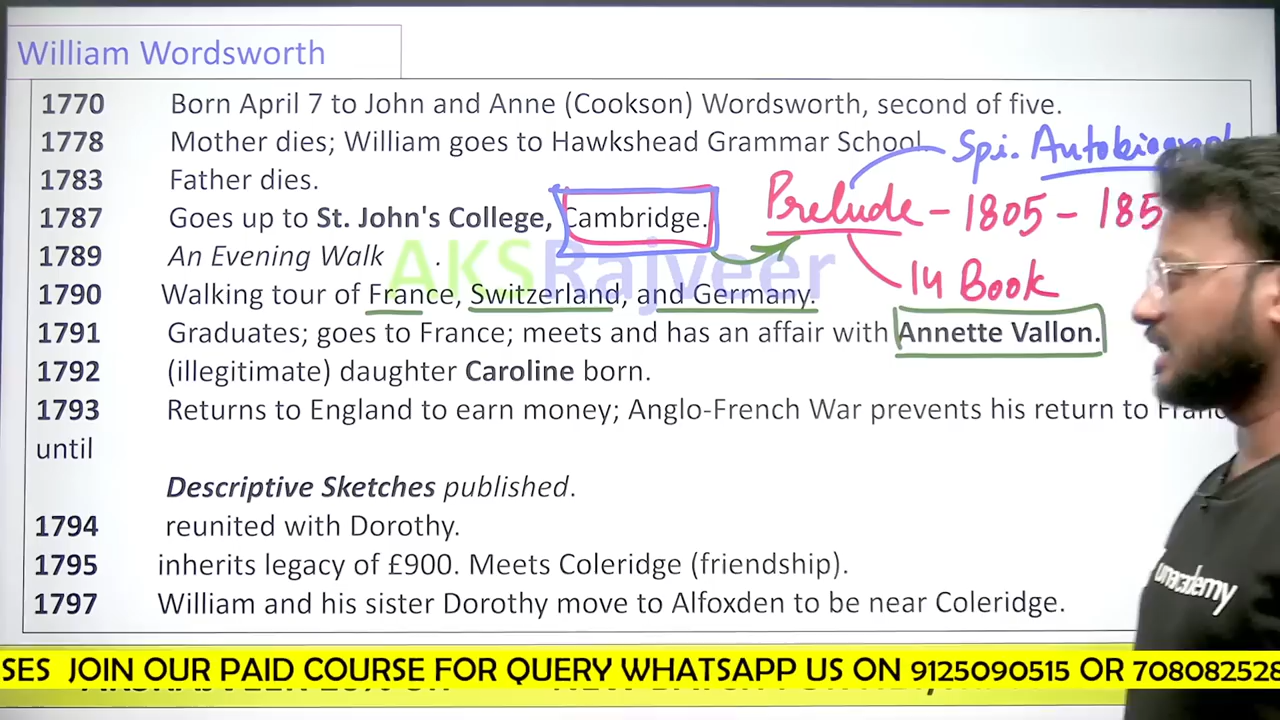 William Wordsworth
1770 Born April 7 to John and Anne (Cookson) Wordsworth, second of five.
1778 Mother dies; William goes to Hawkshead Grammar School.
Spi.
1783 Father dies.
1787 Goes up to St. John's College, Cambridge.
Prelude - 1805 -
1789 An Evening Walk .
AKSRajveer
14 Book
1790 Walking tour of France, Switzerland, and Germany.
1791 Graduates; goes to France; meets and has an affair with Annette Vallon.
1792 (illegitimate) daughter Caroline born.
1793 Returns to England to earn money; Anglo-French War prevents his return to
until
Descriptive Sketches published.
1794 reunited with Dorothy.
1795 inherits legacy of £900. Meets Coleridge (friendship).
1797 William and his sister Dorothy move to Alfoxden to be near Coleridge.
unacademy
SES JOIN OUR PAID COURSE FOR QUERY WHATSAPP US ON 9125090515 OR